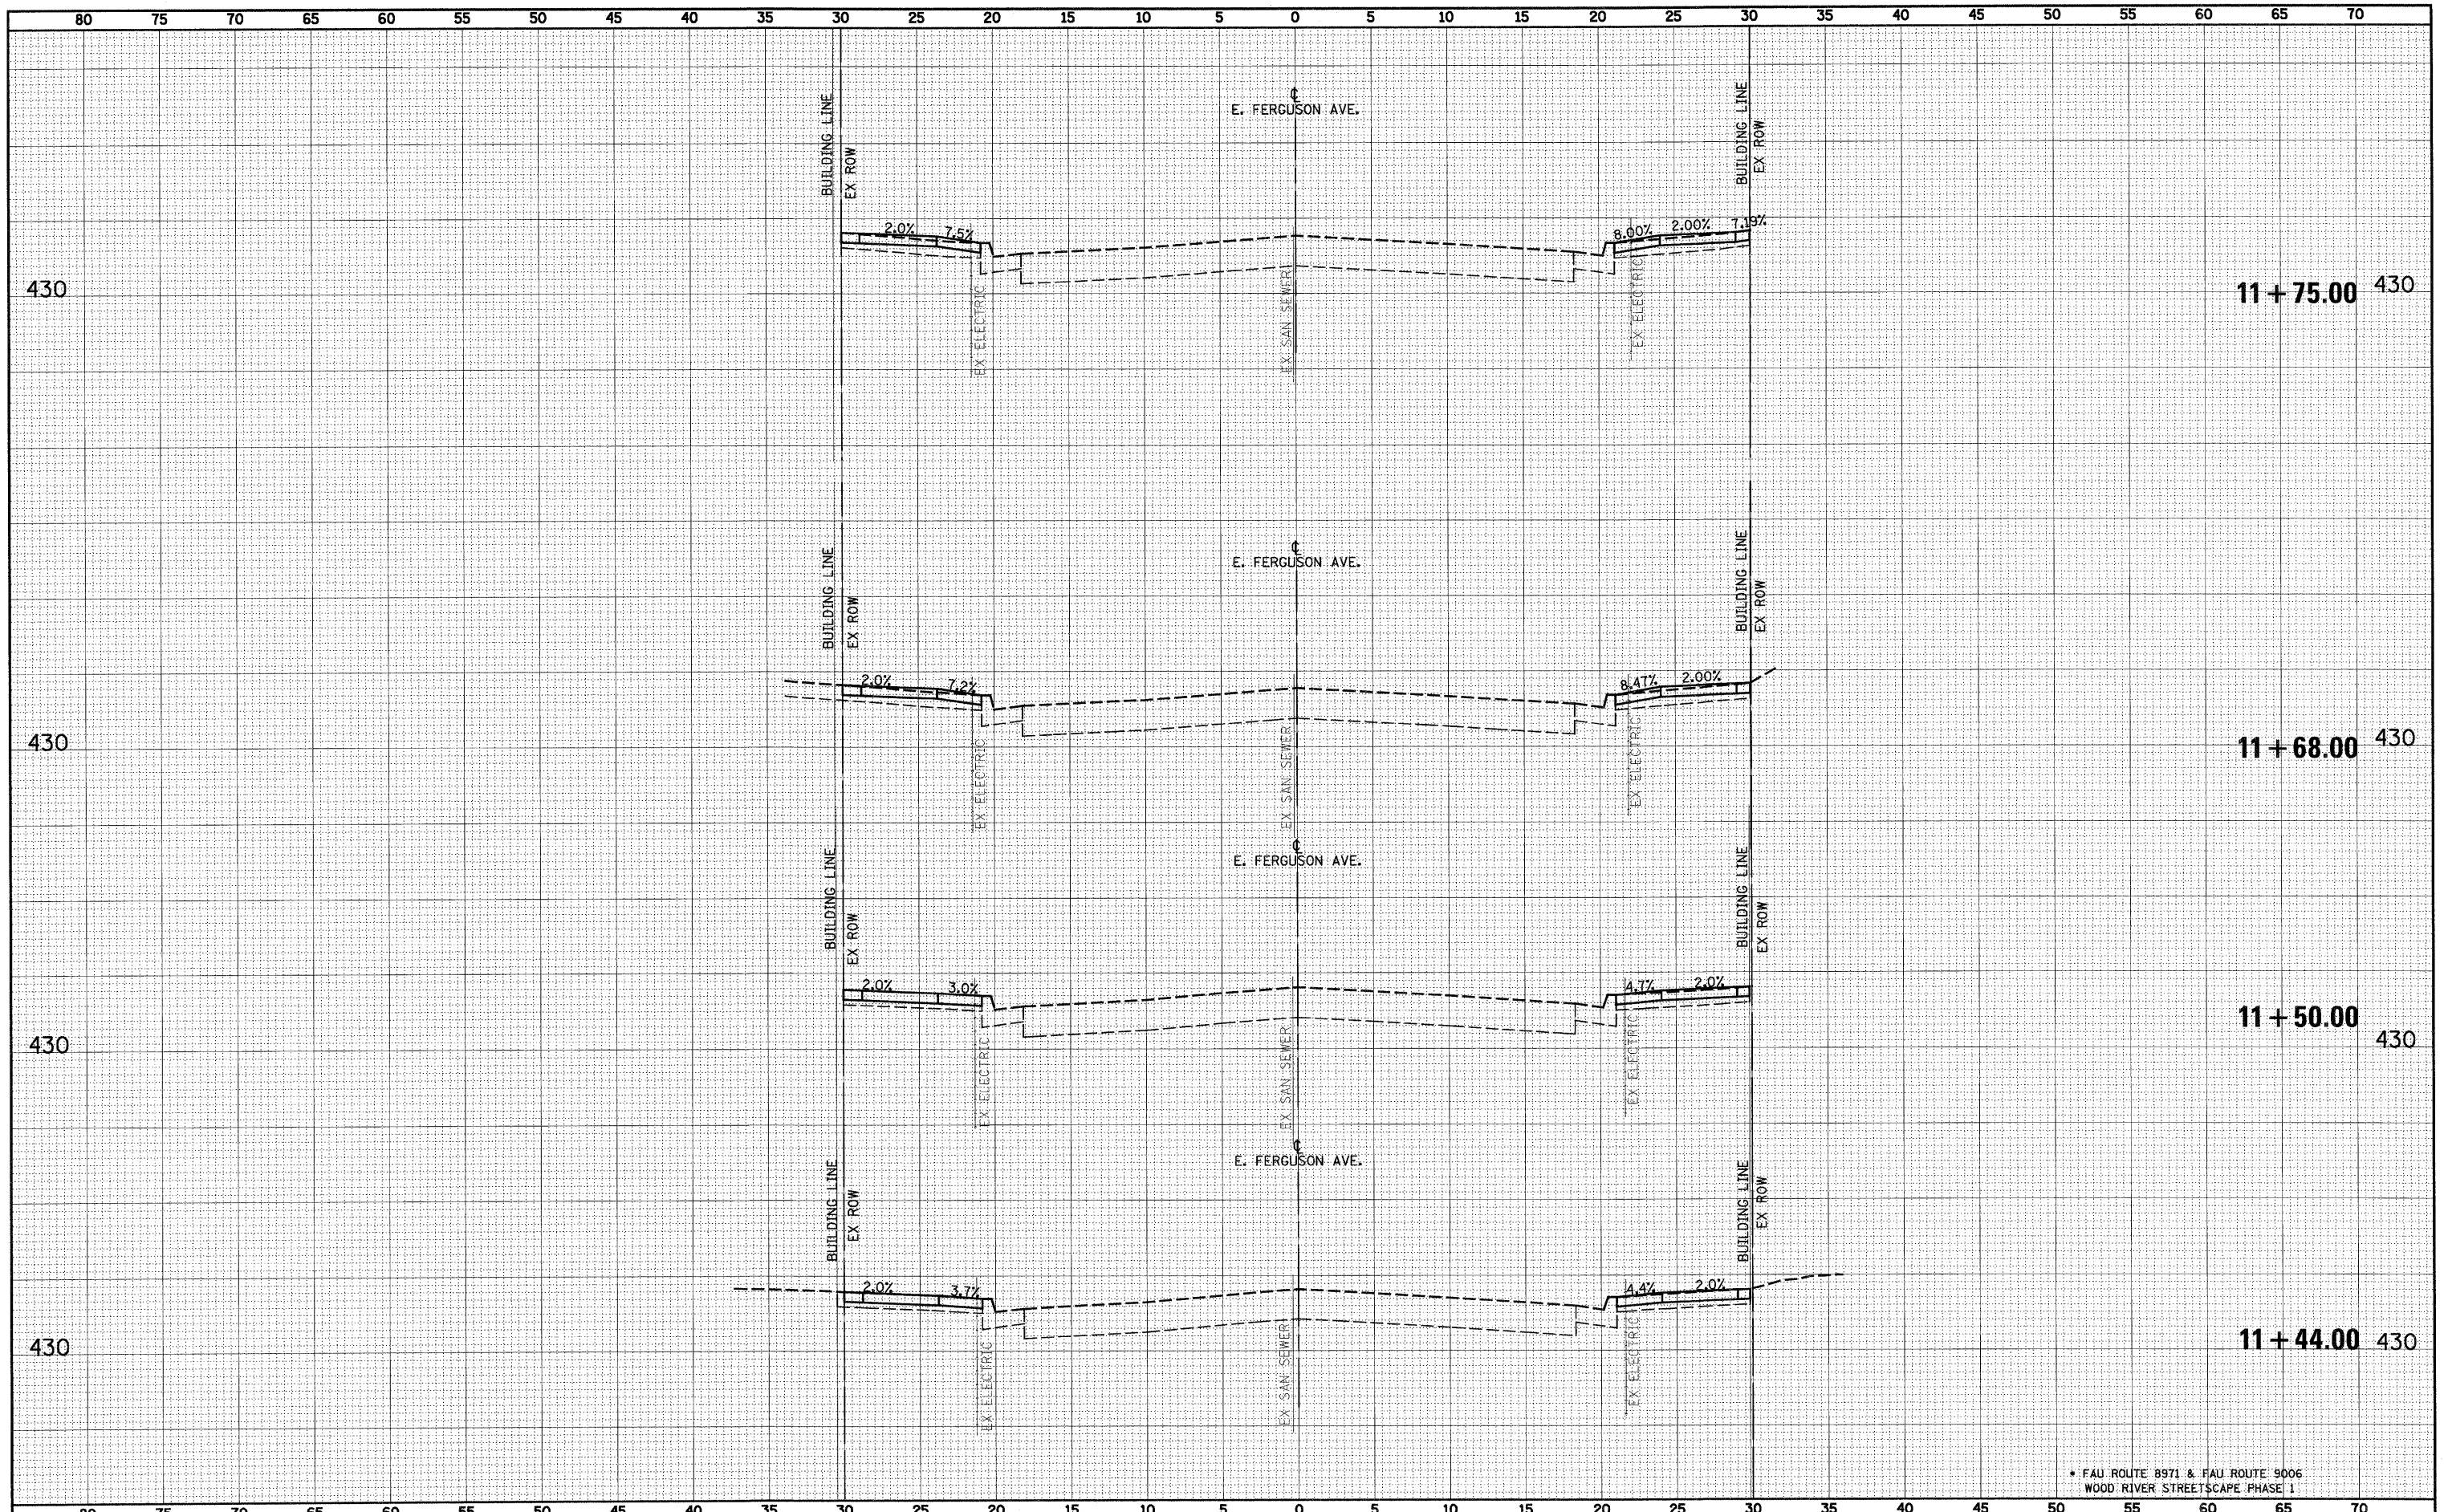 80 75 70 65 60 55 50 45 40 35 30 25 20 15 10 5 0 5 10 15 20 25 30 35 40 45 50 55 60 65 70
BUILDING LINE
EX ROW
℄
E. FERGUSON AVE.
BUILDING LINE
EX ROW
2.0% 7.5% 8.00% 2.00% 7.19%
EX ELECTRIC
EX SAN SEWER
EX ELECTRIC
430 11 + 75.00 430
BUILDING LINE
EX ROW
℄
E. FERGUSON AVE.
BUILDING LINE
EX ROW
2.0% 7.2% 8.47% 2.00%
EX ELECTRIC
EX SAN SEWER
EX ELECTRIC
430 11 + 68.00 430
BUILDING LINE
EX ROW
℄
E. FERGUSON AVE.
BUILDING LINE
EX ROW
2.0% 3.0% 4.7% 2.0%
EX ELECTRIC
EX SAN SEWER
EX ELECTRIC
430 11 + 50.00 430
BUILDING LINE
EX ROW
℄
E. FERGUSON AVE.
BUILDING LINE
EX ROW
2.0% 3.7% 4.4% 2.0%
EX ELECTRIC
EX SAN SEWER
EX ELECTRIC
430 11 + 44.00 430
* FAU ROUTE 8971 & FAU ROUTE 9006
WOOD RIVER STREETSCAPE PHASE 1
80 75 70 65 60 55 50 45 40 35 30 25 20 15 10 5 0 5 10 15 20 25 30 35 40 45 50 55 60 65 70